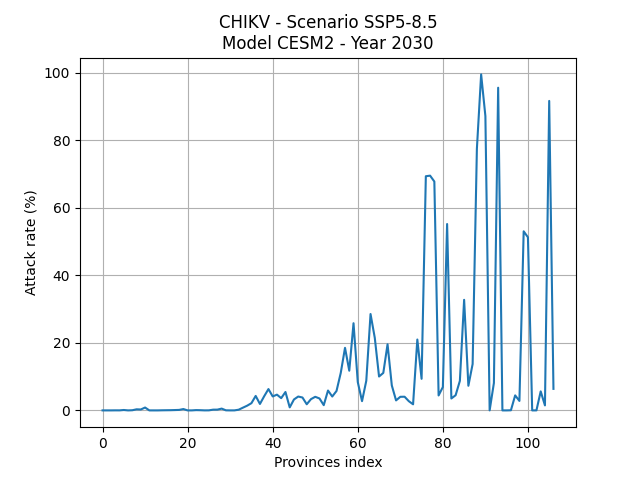 CHIKV - Scenario SSP5-8.5
Model CESM2 - Year 2030
100
80
60
40
20
0
Attack rate (%)
0 20 40 60 80 100
Provinces index